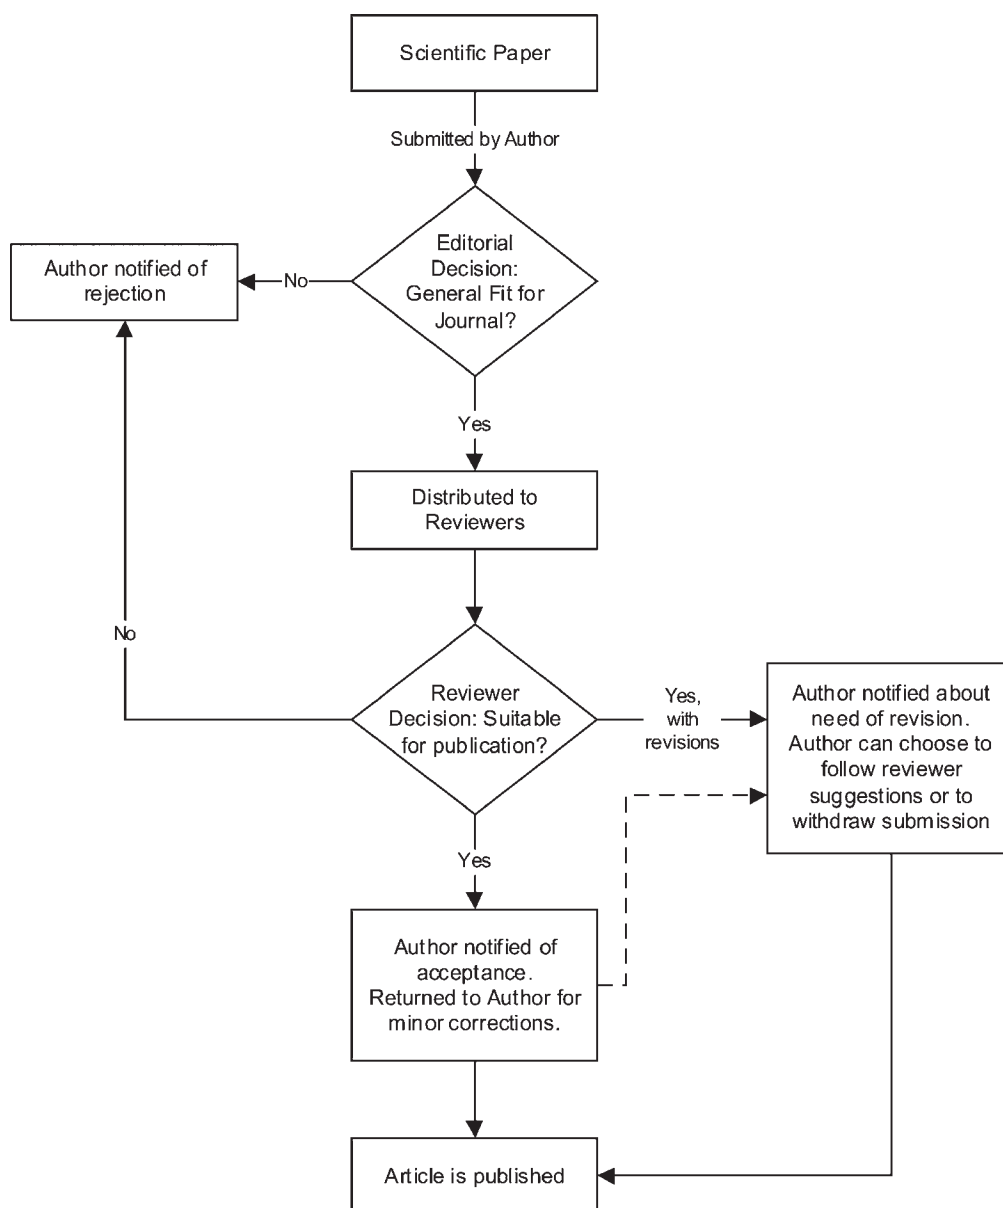 Scientific Paper
Submitted by Author
Editorial
Decision:
General Fit for
Journal?
No
Author notified of
rejection
Yes
Distributed to
Reviewers
No
Reviewer
Decision: Suitable
for publication?
Yes,
with
revisions
Author notified about
need of revision.
Author can choose to
follow reviewer
suggestions or to
withdraw submission
Yes
Author notified of
acceptance.
Returned to Author for
minor corrections.
Article is published